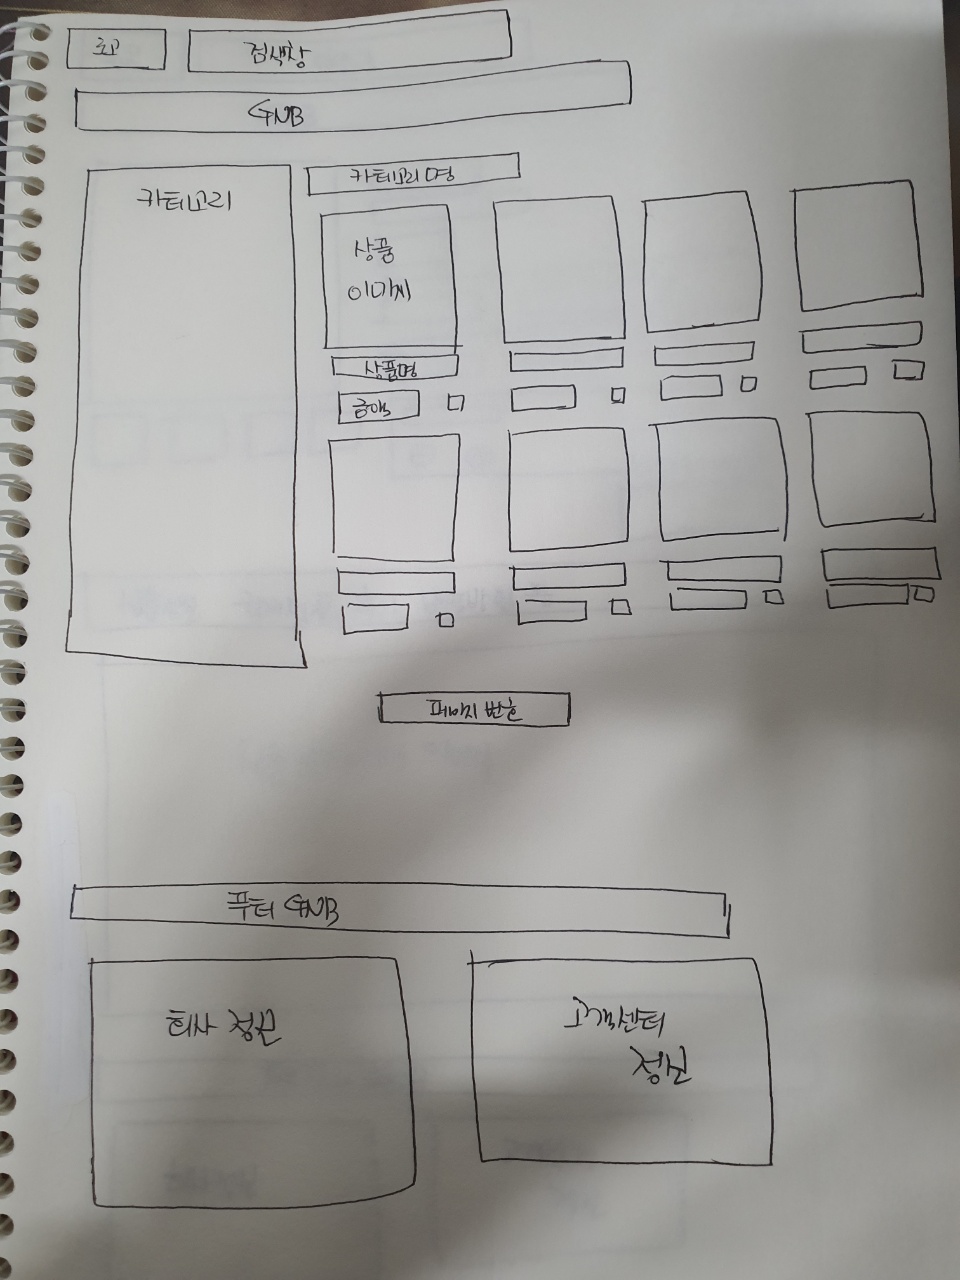 로고
검색창
GNB
카테고리
카테고리명
상품
이미지
상품명
금액
페이지 번호
푸터 GNB
회사 정보
고객센터
정보